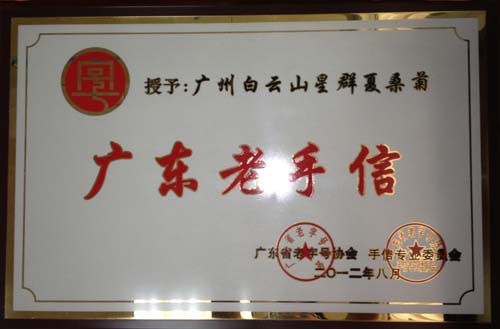 授予:广州白云山星群夏桑菊
广东老手信
广东省老字号协会 手信专业委员会
二〇一二年八月